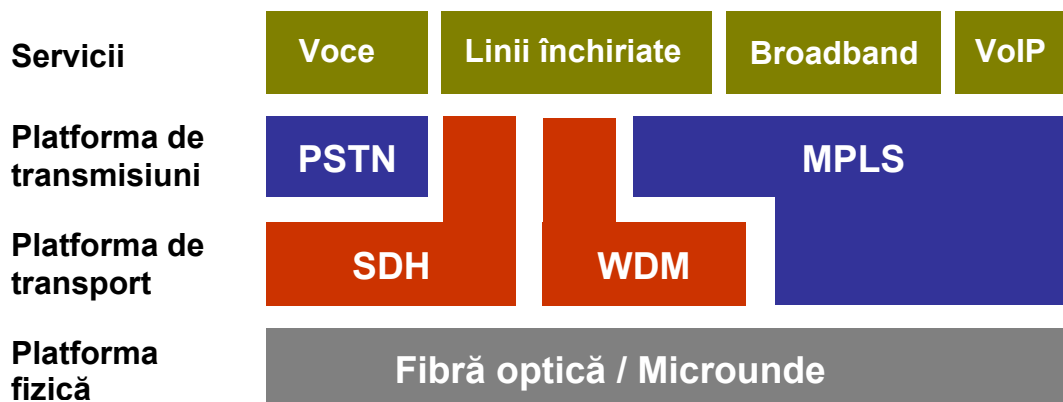 Servicii
Voce
Linii închiriate
Broadband
VoIP
Platforma de
transmisiuni
PSTN
MPLS
Platforma de
transport
SDH
WDM
Platforma
fizică
Fibră optică / Microunde